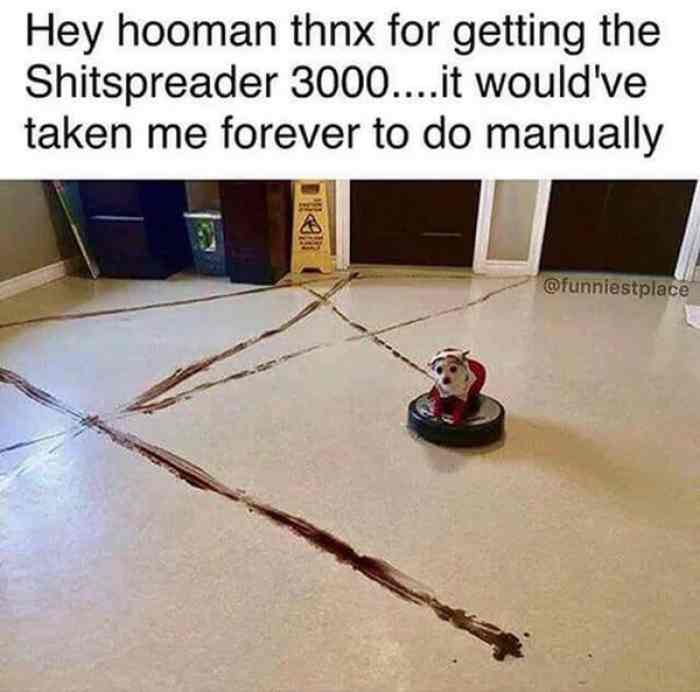 Hey hooman thnx for getting the
Shitspreader 3000....it would've
taken me forever to do manually
@funniestplace